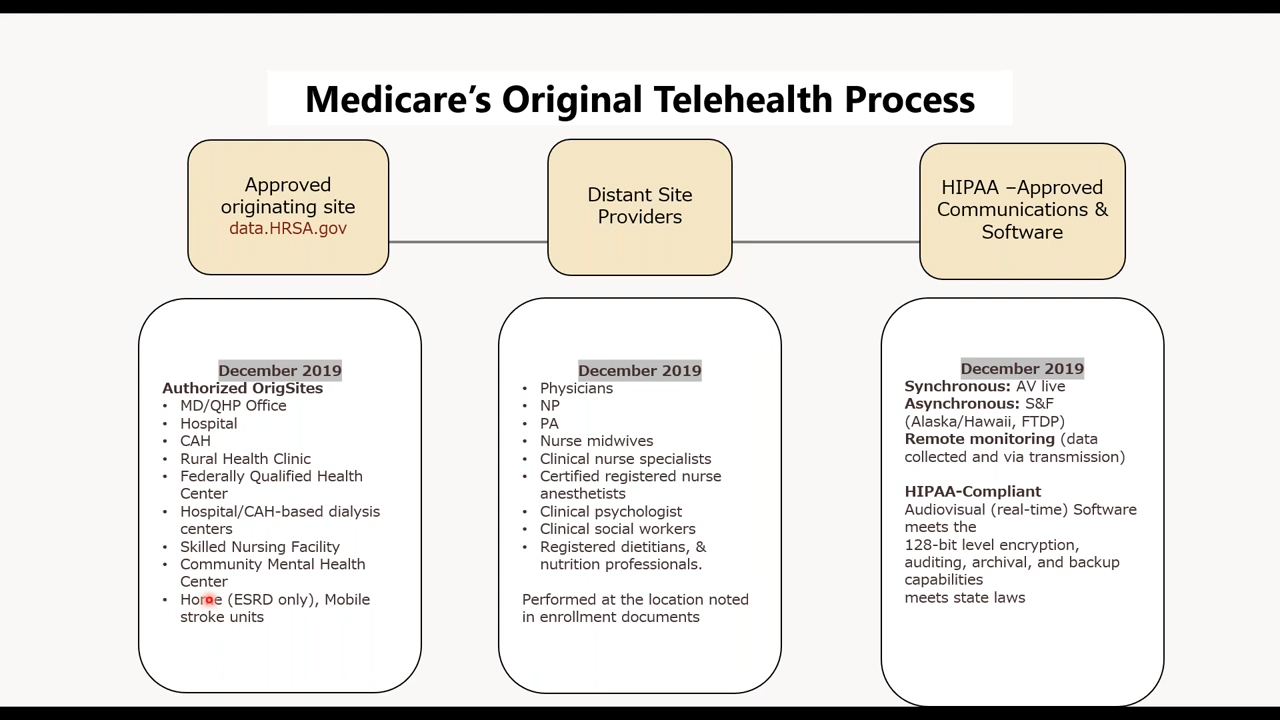 Medicare's Original Telehealth Process
Approved
originating site
data.HRSA.gov
Distant Site
Providers
HIPAA –Approved
Communications &
Software
December 2019
Authorized OrigSites
• MD/QHP Office
• Hospital
• CAH
• Rural Health Clinic
• Federally Qualified Health
Center
• Hospital/CAH-based dialysis
centers
• Skilled Nursing Facility
• Community Mental Health
Center
• Home (ESRD only), Mobile
stroke units
December 2019
• Physicians
• NP
• PA
• Nurse midwives
• Clinical nurse specialists
• Certified registered nurse
anesthetists
• Clinical psychologist
• Clinical social workers
• Registered dietitians, &
nutrition professionals.
Performed at the location noted
in enrollment documents
December 2019
Synchronous: AV live
Asynchronous: S&F
(Alaska/Hawaii, FTDP)
Remote monitoring (data
collected and via transmission)
HIPAA-Compliant
Audiovisual (real-time) Software
meets the
128-bit level encryption,
auditing, archival, and backup
capabilities
meets state laws